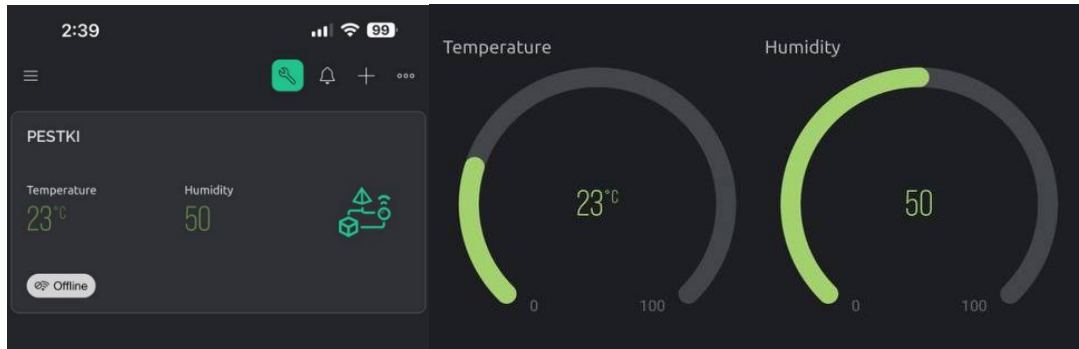 2:39
99
PESTKI
Temperature Humidity
23°C 50
Offline
Temperature Humidity
23°C 50
0 100 0 100